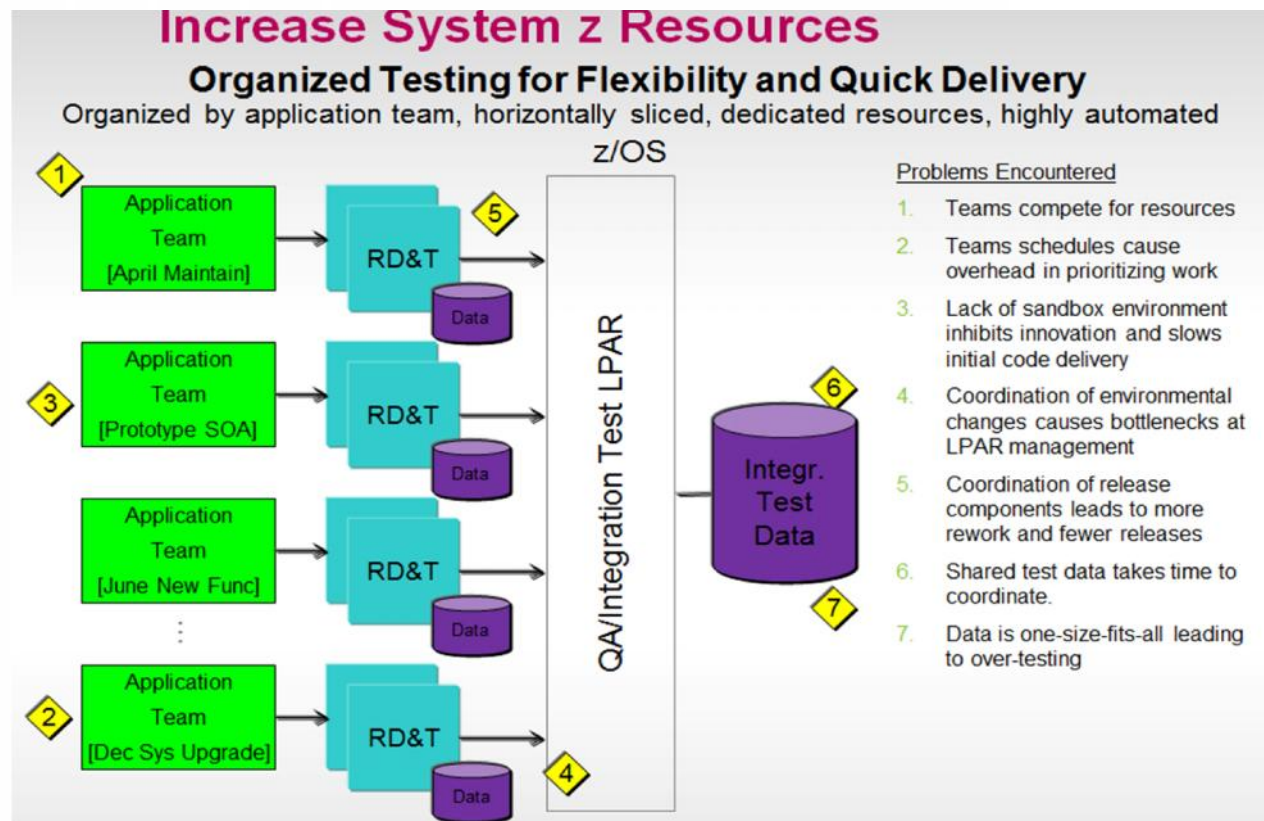 Increase System z Resources
Organized Testing for Flexibility and Quick Delivery
Organized by application team, horizontally sliced, dedicated resources, highly automated
z/OS
1
Application
Team
[April Maintain]
RD&T
Data
5
3
Application
Team
[Prototype SOA]
RD&T
Data
Application
Team
[June New Func]
RD&T
Data
⋮
2
Application
Team
[Dec Sys Upgrade]
RD&T
Data
4
QA/Integration Test LPAR
6
Integr.
Test
Data
7
Problems Encountered
1. Teams compete for resources
2. Teams schedules cause
overhead in prioritizing work
3. Lack of sandbox environment
inhibits innovation and slows
initial code delivery
4. Coordination of environmental
changes causes bottlenecks at
LPAR management
5. Coordination of release
components leads to more
rework and fewer releases
6. Shared test data takes time to
coordinate.
7. Data is one-size-fits-all leading
to over-testing